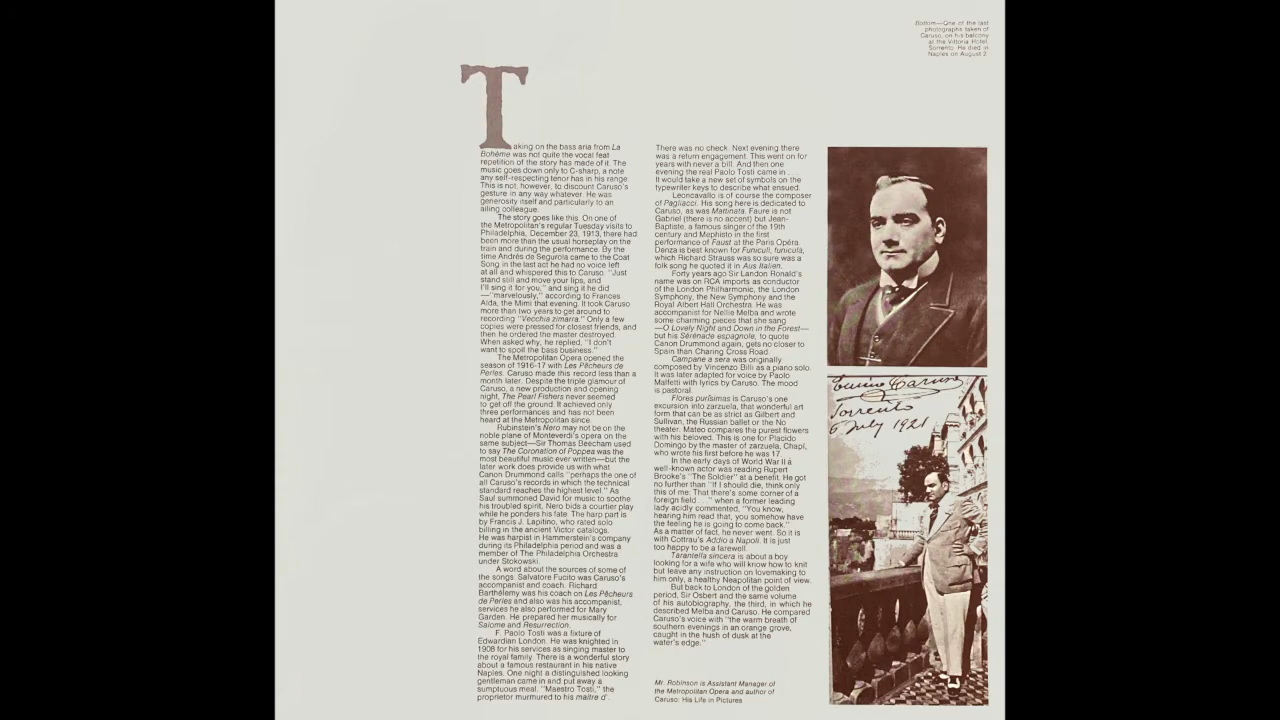 Bottom—One of the last
photographs taken of
Caruso, on his balcony
at the Vittoria Hotel,
Sorrento. He died in
Naples on August 2.
Taking on the bass aria from La
Bohème was not quite the vocal feat
repetition of the story has made of it. The
music goes down only to C-sharp, a note
any self-respecting tenor has in his range.
This is not, however, to discount Caruso's
gesture in any way whatever. He was
generosity itself and particularly to an
ailing colleague.
The story goes like this. On one of
the Metropolitan's regular Tuesday visits to
Philadelphia, December 23, 1913, there had
been more than the usual horseplay on the
train and during the performance. By the
time Andrés de Segurola came to the Coat
Song in the last act he had no voice left
at all and whispered this to Caruso. "Just
stand still and move your lips, and
I'll sing it for you," and sing it he did
—"marvelously," according to Frances
Alda, the Mimi that evening. It took Caruso
more than two years to get around to
recording "Vecchia zimarra." Only a few
copies were pressed for closest friends, and
then he ordered the master destroyed.
When asked why, he replied, "I don't
want to spoil the bass business."
The Metropolitan Opera opened the
season of 1916-17 with Les Pêcheurs de
Perles. Caruso made this record less than a
month later. Despite the triple glamour of
Caruso, a new production and opening
night, The Pearl Fishers never seemed
to get off the ground. It achieved only
three performances and has not been
heard at the Metropolitan since.
Rubinstein's Nero may not be on the
noble plane of Monteverdi's opera on the
same subject—Sir Thomas Beecham used
to say The Coronation of Poppea was the
most beautiful music ever written—but the
later work does provide us with what
Canon Drummond calls "perhaps the one of
all Caruso's records in which the technical
standard reaches the highest level." As
Saul summoned David for music to soothe
his troubled spirit, Nero bids a courtier play
while he ponders his fate. The harp part is
by Francis J. Lapitino, who rated solo
billing in the ancient Victor catalogs.
He was harpist in Hammerstein's company
during its Philadelphia period and was a
member of The Philadelphia Orchestra
under Stokowski.
A word about the sources of some of
the songs: Salvatore Fucito was Caruso's
accompanist and coach. Richard
Barthélemy was his coach on Les Pêcheurs
de Perles and also was his accompanist,
services he also performed for Mary
Garden. He prepared her musically for
Salome and Resurrection.
F. Paolo Tosti was a fixture of
Edwardian London. He was knighted in
1908 for his services as singing master to
the royal family. There is a wonderful story
about a famous restaurant in his native
Naples. One night a distinguished looking
gentleman came in and put away a
sumptuous meal. "Maestro Tosti," the
proprietor murmured to his maitre d'.
There was no check. Next evening there
was a return engagement. This went on for
years with never a bill. And then one
evening the real Paolo Tosti came in...
It would take a new set of symbols on the
typewriter keys to describe what ensued.
Leoncavallo is of course the composer
of Pagliacci. His song here is dedicated to
Caruso, as was Mattinata. Faure is not
Gabriel (there is no accent) but Jean-
Baptiste, a famous singer of the 19th
century and Mephisto in the first
performance of Faust at the Paris Opéra.
Denza is best known for Funiculì, funiculà,
which Richard Strauss was so sure was a
folk song he quoted it in Aus Italien.
Forty years ago Sir Landon Ronald's
name was on RCA imports as conductor
of the London Philharmonic, the London
Symphony, the New Symphony and the
Royal Albert Hall Orchestra. He was
accompanist for Nellie Melba and wrote
some charming pieces that she sang
—O Lovely Night and Down in the Forest—
but his Sérénade espagnole, to quote
Canon Drummond again, gets no closer to
Spain than Charing Cross Road.
Campane a sera was originally
composed by Vincenzo Billi as a piano solo.
It was later adapted for voice by Paolo
Malfetti with lyrics by Caruso. The mood
is pastoral.
Flores purísimas is Caruso's one
excursion into zarzuela, that wonderful art
form that can be as strict as Gilbert and
Sullivan, the Russian ballet or the No
theater. Mateo compares the purest flowers
with his beloved. This is one for Placido
Domingo by the master of zarzuela, Chapí,
who wrote his first before he was 17.
In the early days of World War II a
well-known actor was reading Rupert
Brooke's "The Soldier" at a benefit. He got
no further than "If I should die, think only
this of me: That there's some corner of a
foreign field . . ." when a former leading
lady acidly commented, "You know,
hearing him read that, you somehow have
the feeling he is going to come back."
As a matter of fact, he never went. So it is
with Cottrau's Addio a Napoli. It is just
too happy to be a farewell.
Tarantella sincera is about a boy
looking for a wife who will know how to knit
but leave any instruction on lovemaking to
him only, a healthy Neapolitan point of view.
But back to London of the golden
period, Sir Osbert and the same volume
of his autobiography, the third, in which he
described Melba and Caruso. He compared
Caruso's voice with "the warm breath of
southern evenings in an orange grove,
caught in the hush of dusk at the
water's edge."
Mr. Robinson is Assistant Manager of
the Metropolitan Opera and author of
Caruso: His Life in Pictures
Enrico Caruso
Sorrento
6 July 1921